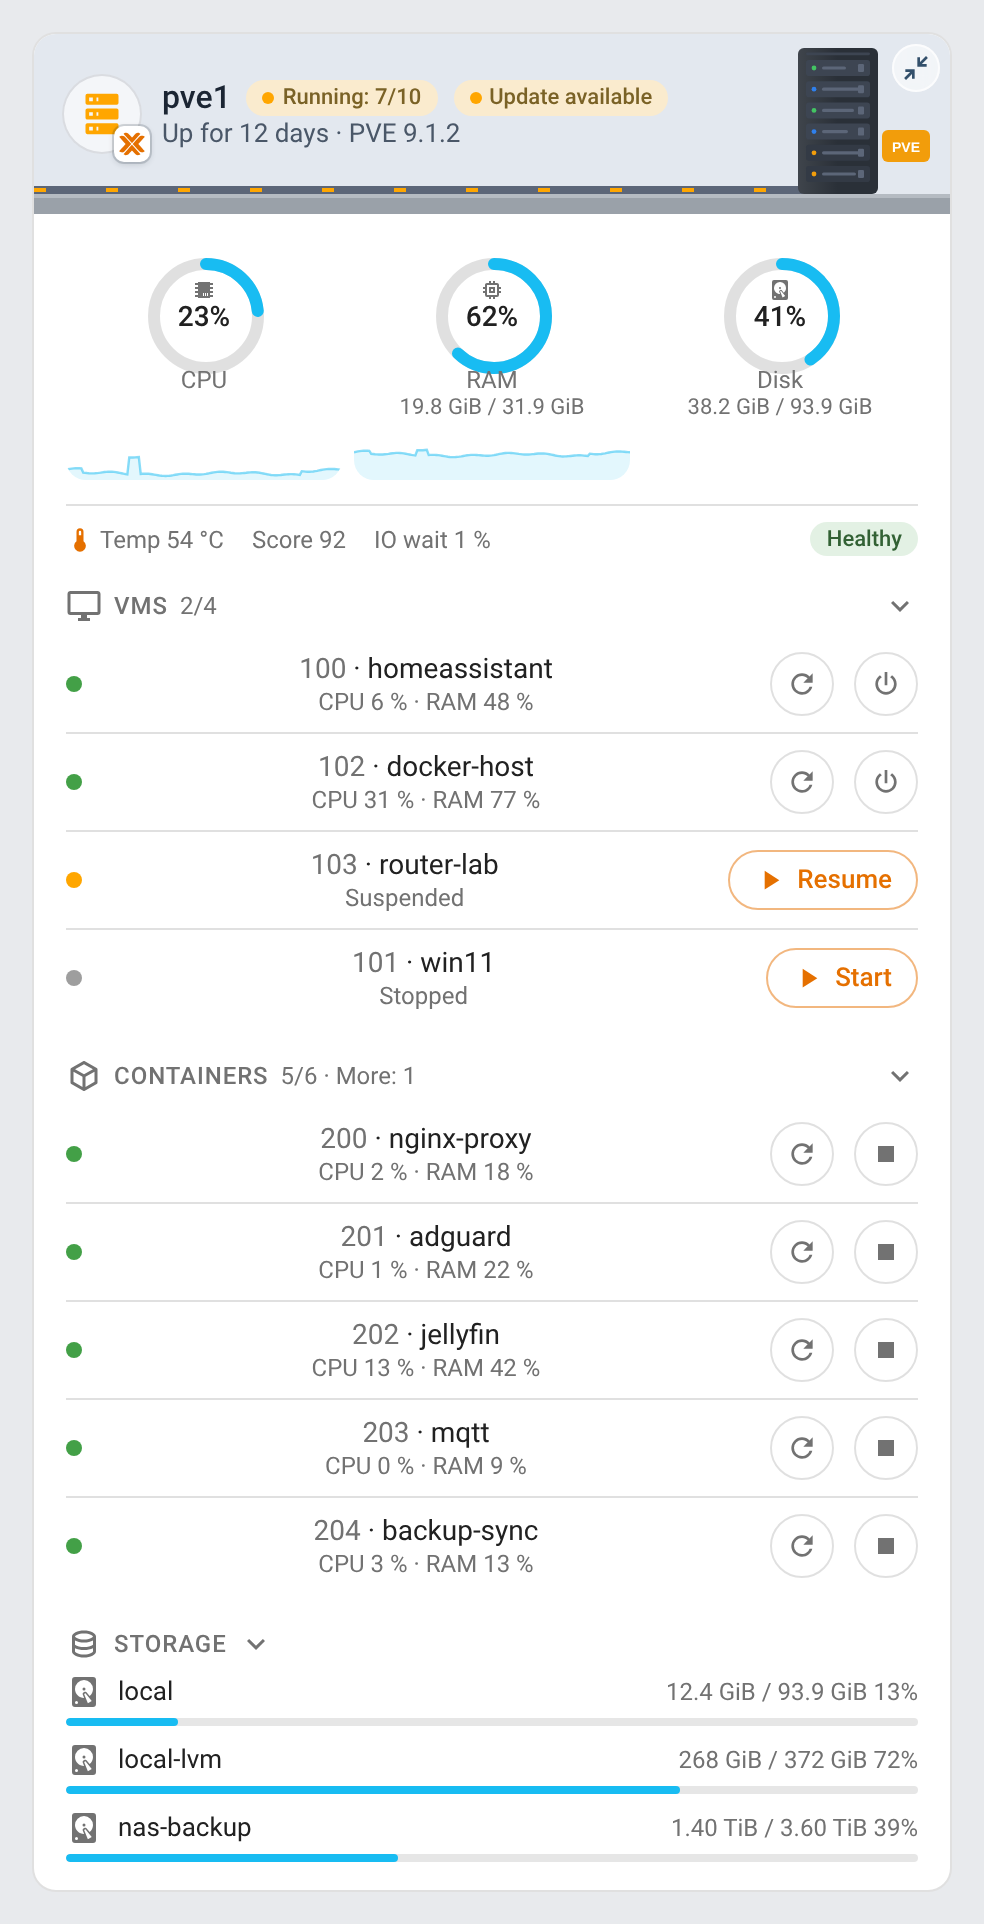 pve1 Running: 7/10 Update available
Up for 12 days · PVE 9.1.2
PVE
23% 62% 41%
CPU RAM Disk
19.8 GiB / 31.9 GiB 38.2 GiB / 93.9 GiB
Temp 54 °C Score 92 IO wait 1 % Healthy
VMS 2/4
100 · homeassistant
CPU 6 % · RAM 48 %
102 · docker-host
CPU 31 % · RAM 77 %
103 · router-lab
Suspended
Resume
101 · win11
Stopped
Start
CONTAINERS 5/6 · More: 1
200 · nginx-proxy
CPU 2 % · RAM 18 %
201 · adguard
CPU 1 % · RAM 22 %
202 · jellyfin
CPU 13 % · RAM 42 %
203 · mqtt
CPU 0 % · RAM 9 %
204 · backup-sync
CPU 3 % · RAM 13 %
STORAGE
local 12.4 GiB / 93.9 GiB 13%
local-lvm 268 GiB / 372 GiB 72%
nas-backup 1.40 TiB / 3.60 TiB 39%